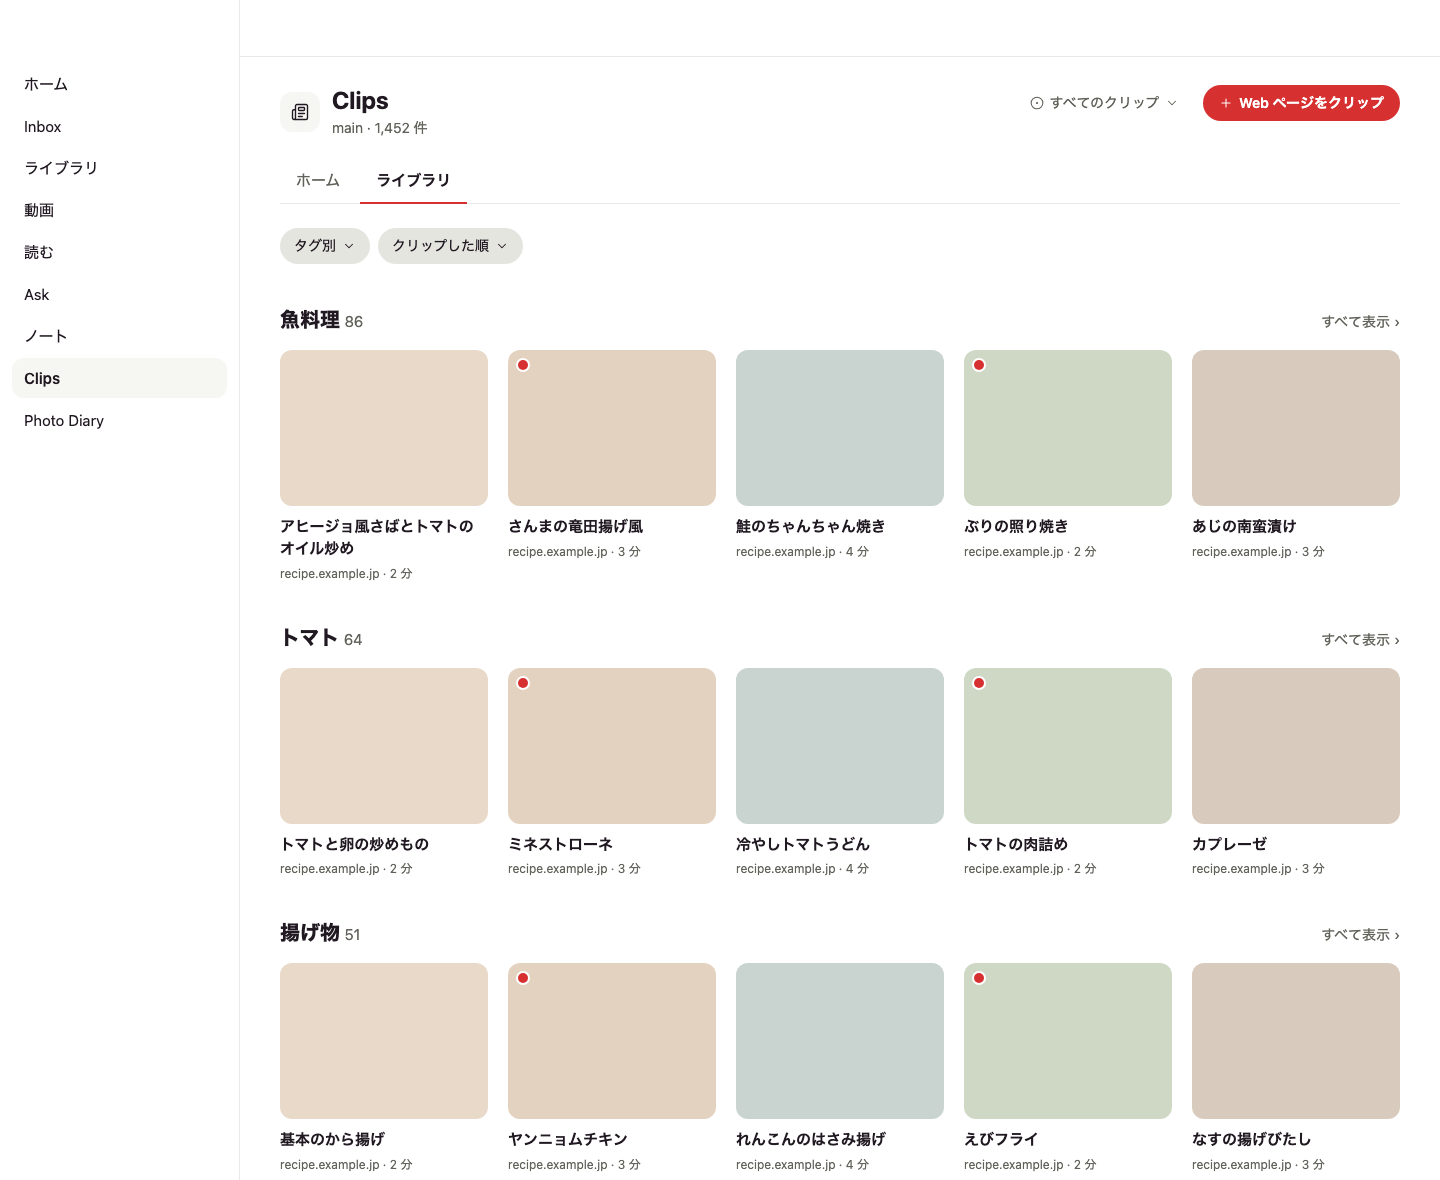 ホーム
Inbox
ライブラリ
動画
読む
Ask
ノート
Clips
Photo Diary
Clips
main · 1,452 件
すべてのクリップ
+ Web ページをクリップ
ホーム
ライブラリ
タグ別
クリップした順
魚料理 86
すべて表示 ›
アヒージョ風さばとトマトの
オイル炒め
recipe.example.jp · 2 分
さんまの竜田揚げ風
recipe.example.jp · 3 分
鮭のちゃんちゃん焼き
recipe.example.jp · 4 分
ぶりの照り焼き
recipe.example.jp · 2 分
あじの南蛮漬け
recipe.example.jp · 3 分
トマト 64
すべて表示 ›
トマトと卵の炒めもの
recipe.example.jp · 2 分
ミネストローネ
recipe.example.jp · 3 分
冷やしトマトうどん
recipe.example.jp · 4 分
トマトの肉詰め
recipe.example.jp · 2 分
カプレーゼ
recipe.example.jp · 3 分
揚げ物 51
すべて表示 ›
基本のから揚げ
recipe.example.jp · 2 分
ヤンニョムチキン
recipe.example.jp · 3 分
れんこんのはさみ揚げ
recipe.example.jp · 4 分
えびフライ
recipe.example.jp · 2 分
なすの揚げびたし
recipe.example.jp · 3 分